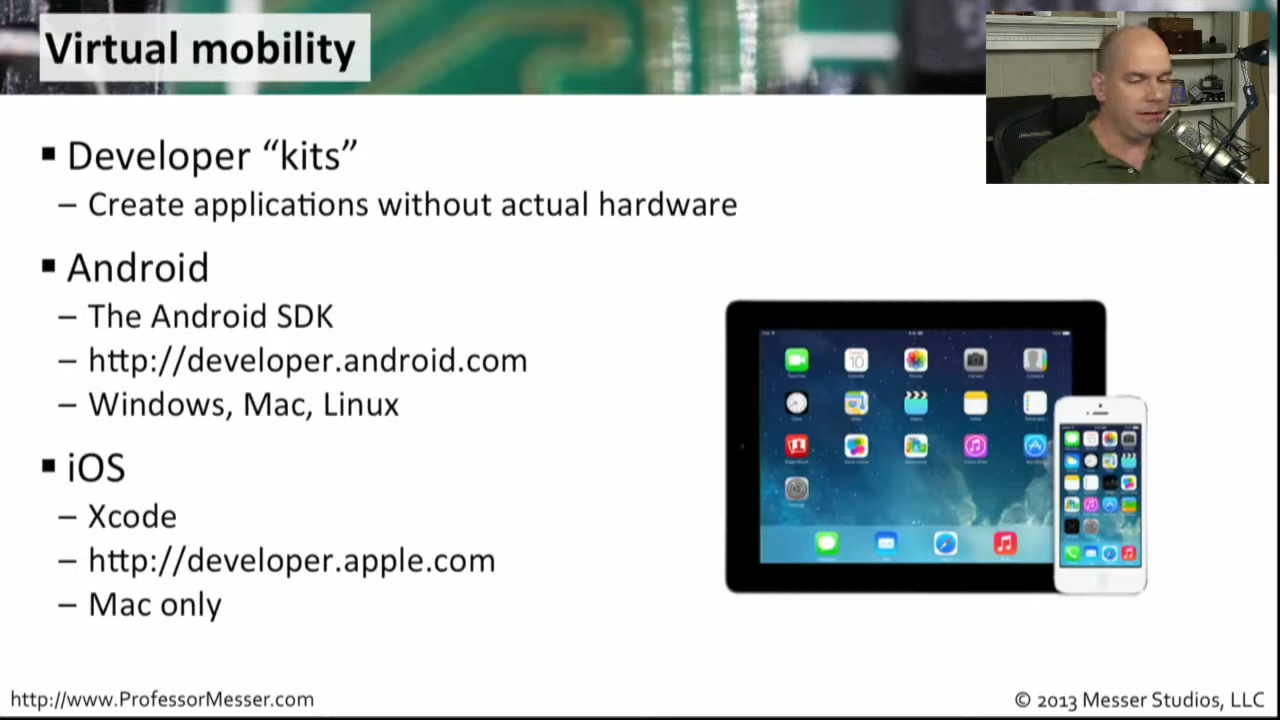 Virtual mobility
▪ Developer “kits”
– Create applications without actual hardware
▪ Android
– The Android SDK
– http://developer.android.com
– Windows, Mac, Linux
▪ iOS
– Xcode
– http://developer.apple.com
– Mac only
10
http://www.ProfessorMesser.com
© 2013 Messer Studios, LLC